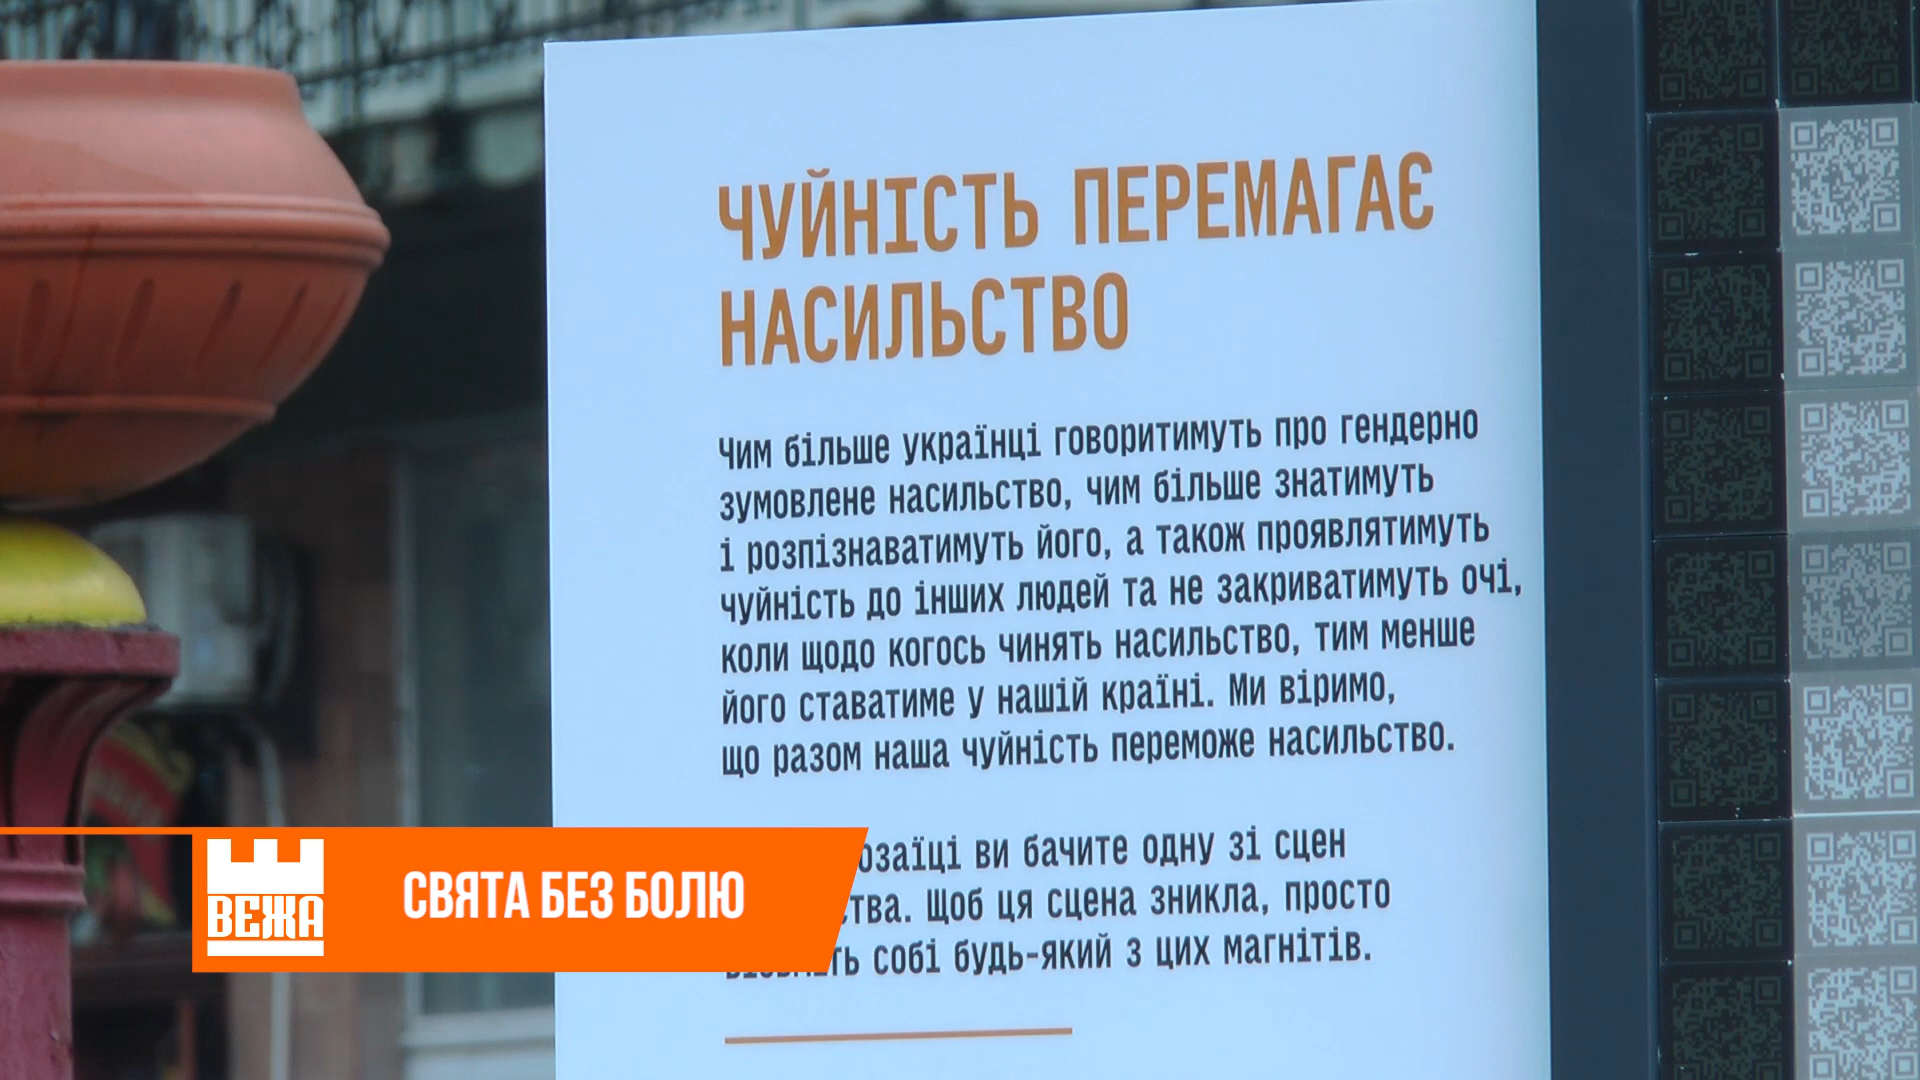 ЧУЙНІСТЬ ПЕРЕМАГАЄ
НАСИЛЬСТВО
Чим більше українці говоритимуть про гендерно
зумовлене насильство, чим більше знатимуть
і розпізнаватимуть його, а також проявлятимуть
чуйність до інших людей та не закриватимуть очі,
коли щодо когось чинять насильство, тим менше
його ставатиме у нашій країні. Ми віримо,
що разом наша чуйність переможе насильство.
ви бачите одну зі сцен
Щоб ця сцена зникла, просто
собі будь-який з цих магнітів.
ВЕЖА
СВЯТА БЕЗ БОЛЮ